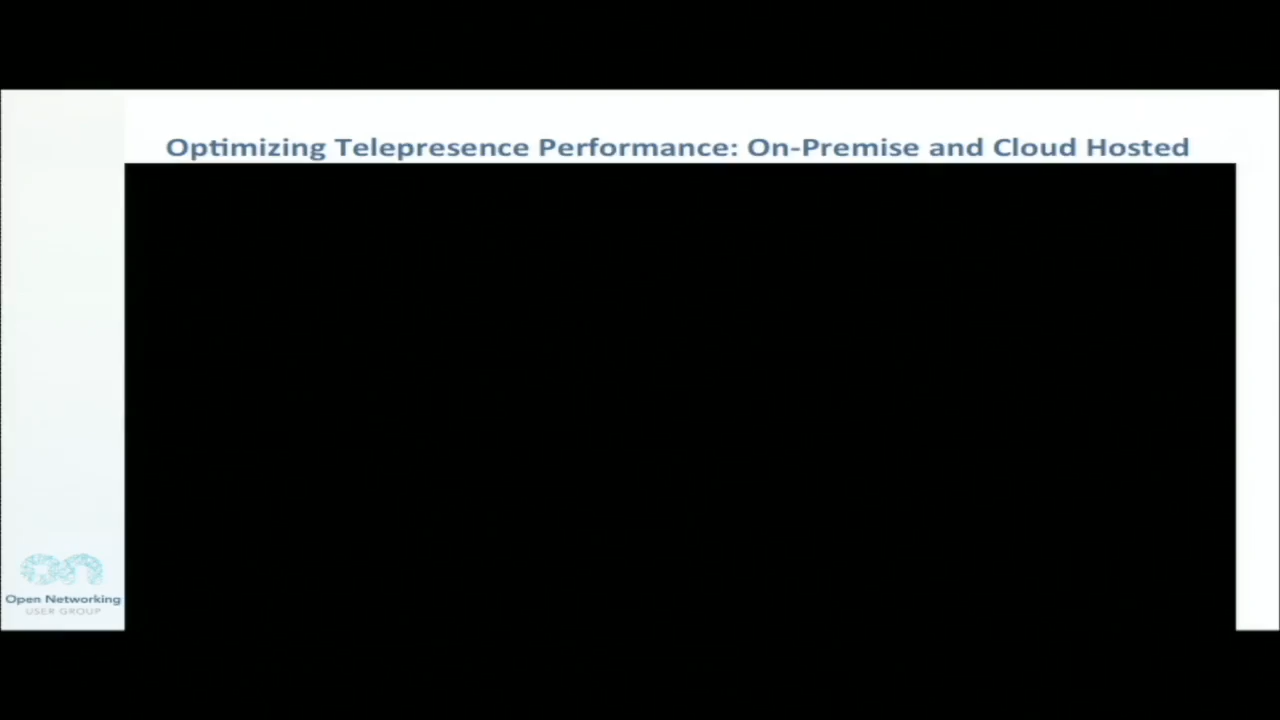 Optimizing Telepresence Performance: On-Premise and Cloud Hosted
Open Networking
USER GROUP